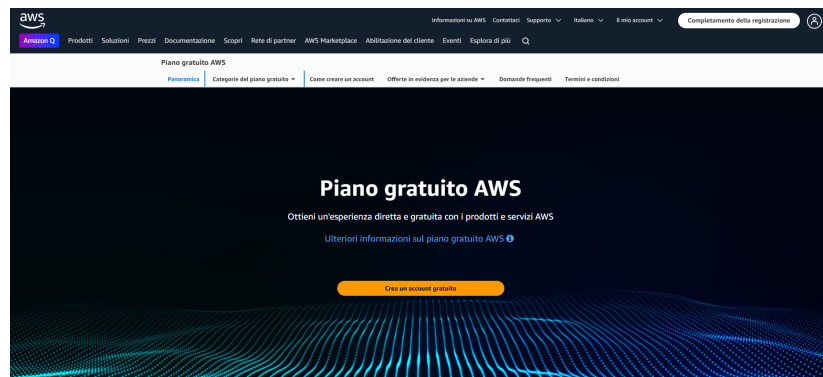 aws
Informazioni su AWS Contattaci Supporto Italiano Il mio account Completamento della registrazione
Amazon Q Prodotti Soluzioni Prezzi Documentazione Scopri Rete di partner AWS Marketplace Abilitazione del cliente Eventi Esplora di più
Piano gratuito AWS
Panoramica Categorie del piano gratuito Come creare un account Offerte in evidenza per le aziende Domande frequenti Termini e condizioni
Piano gratuito AWS
Ottieni un'esperienza diretta e gratuita con i prodotti e servizi AWS
Ulteriori informazioni sul piano gratuito AWS
Crea un account gratuito